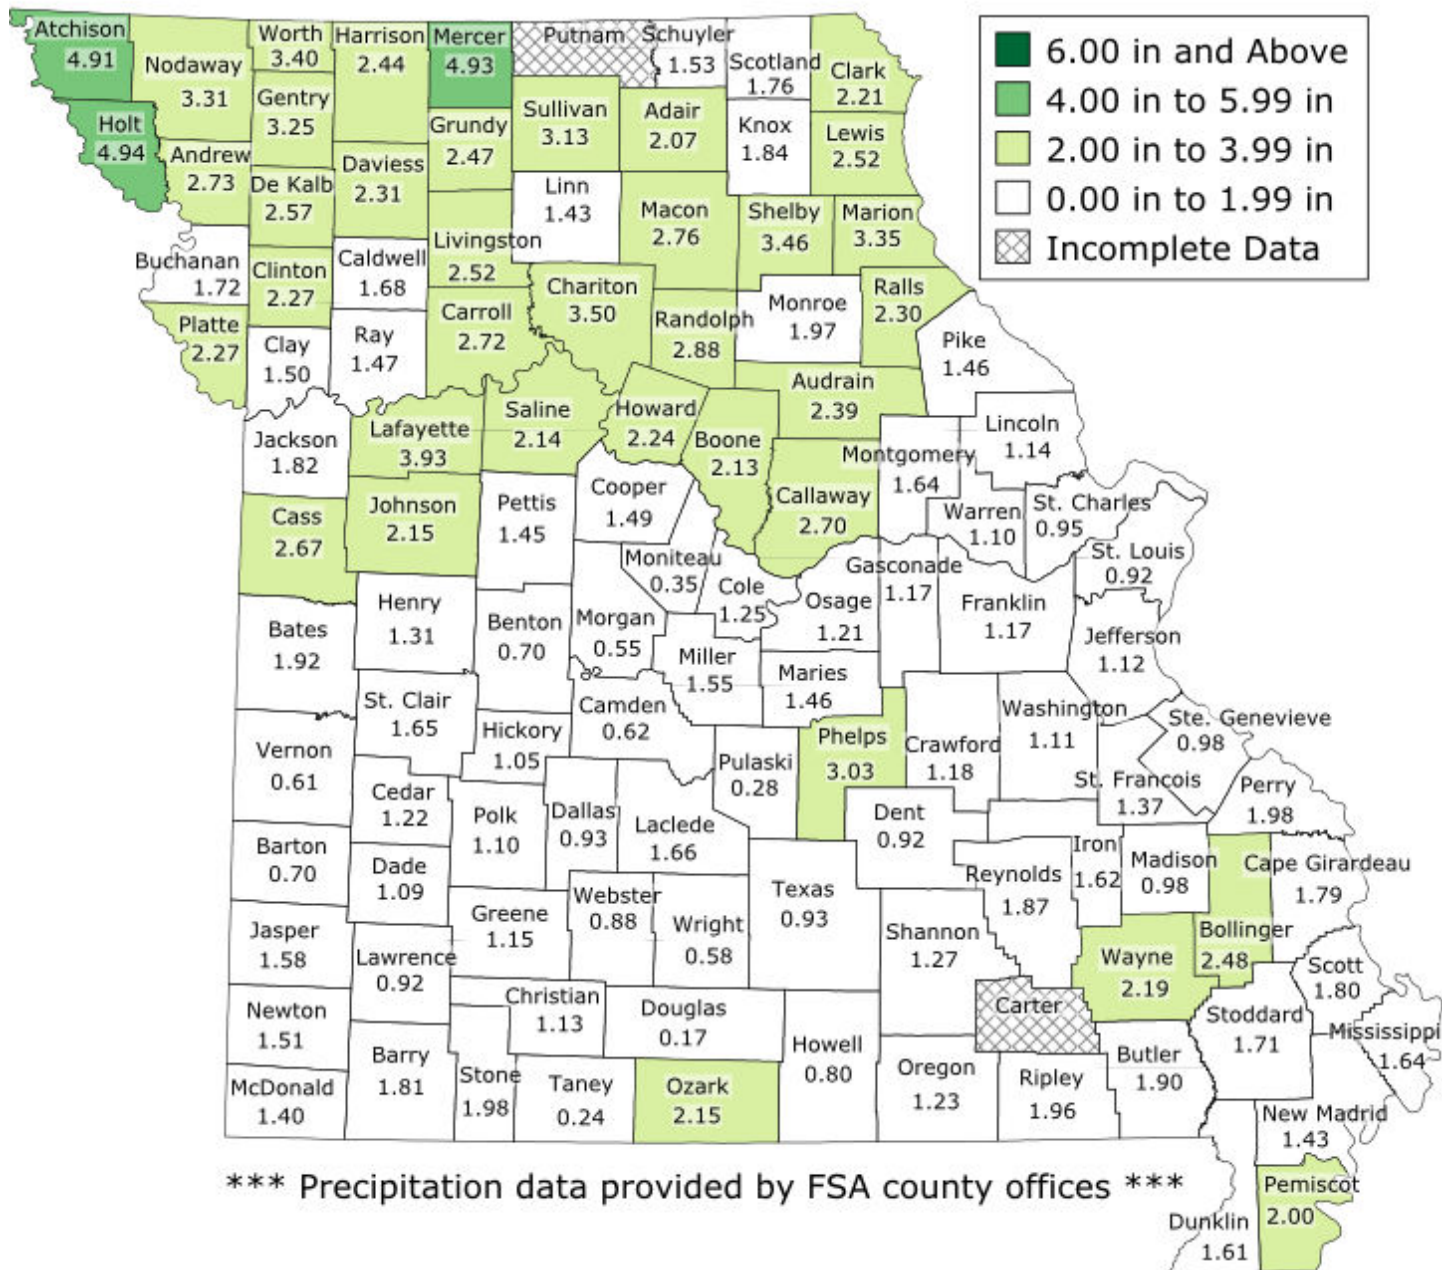 Atchison
4.91
Nodaway
3.31
Worth
3.40
Harrison
2.44
Mercer
4.93
Putnam
Schuyler
1.53
Scotland
1.76
Clark
2.21
6.00 in and Above
4.00 in to 5.99 in
2.00 in to 3.99 in
0.00 in to 1.99 in
Incomplete Data
Holt
4.94
Gentry
3.25
Grundy
2.47
Sullivan
3.13
Adair
2.07
Knox
1.84
Lewis
2.52
Andrew
2.73
De Kalb
2.57
Daviess
2.31
Linn
1.43
Macon
2.76
Shelby
3.46
Marion
3.35
Buchanan
1.72
Clinton
2.27
Caldwell
1.68
Livingston
2.52
Chariton
3.50
Randolph
2.88
Monroe
1.97
Ralls
2.30
Platte
2.27
Clay
1.50
Ray
1.47
Carroll
2.72
Pike
1.46
Audrain
2.39
Jackson
1.82
Lafayette
3.93
Saline
2.14
Howard
2.24
Boone
2.13
Montgomery
1.64
Lincoln
1.14
Cass
2.67
Johnson
2.15
Pettis
1.45
Cooper
1.49
Callaway
2.70
Warren
1.10
St. Charles
0.95
St. Louis
0.92
Moniteau
0.35
Cole
1.25
Osage
1.21
Gasconade
1.17
Franklin
1.17
Jefferson
1.12
Bates
1.92
Henry
1.31
Benton
0.70
Morgan
0.55
Miller
1.55
Maries
1.46
St. Clair
1.65
Hickory
1.05
Camden
0.62
Pulaski
0.28
Phelps
3.03
Crawford
1.18
Washington
1.11
Ste. Genevieve
0.98
St. Francois
1.37
Perry
1.98
Vernon
0.61
Cedar
1.22
Polk
1.10
Dallas
0.93
Laclede
1.66
Dent
0.92
Iron
1.62
Madison
0.98
Cape Girardeau
1.79
Barton
0.70
Dade
1.09
Greene
1.15
Webster
0.88
Wright
0.58
Texas
0.93
Reynolds
1.87
Shannon
1.27
Wayne
2.19
Bollinger
2.48
Scott
1.80
Jasper
1.58
Lawrence
0.92
Christian
1.13
Douglas
0.17
Howell
0.80
Carter
Stoddard
1.71
Mississippi
1.64
Newton
1.51
Barry
1.81
Stone
1.98
Taney
0.24
Ozark
2.15
Oregon
1.23
Ripley
1.96
Butler
1.90
McDonald
1.40
New Madrid
1.43
*** Precipitation data provided by FSA county offices ***
Pemiscot
2.00
Dunklin
1.61